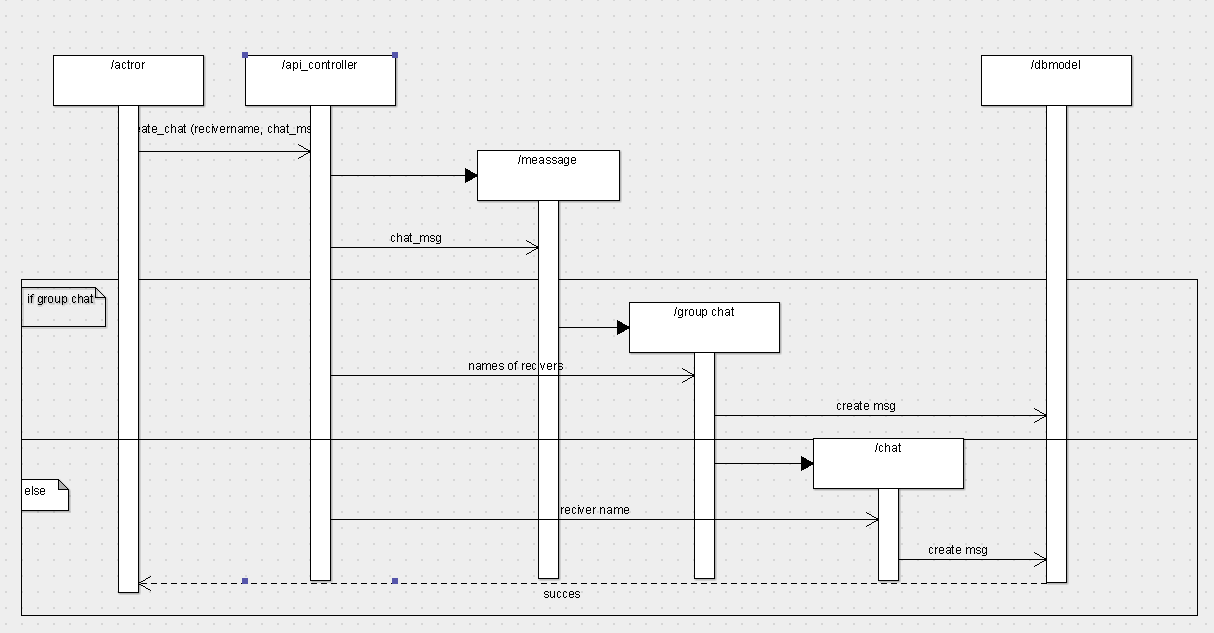 /actror
/api_controller
/dbmodel
eate_chat (recivername, chat_ms
/meassage
chat_msg
if group chat
/group chat
names of recivers
create msg
/chat
else
reciver name
create msg
succes